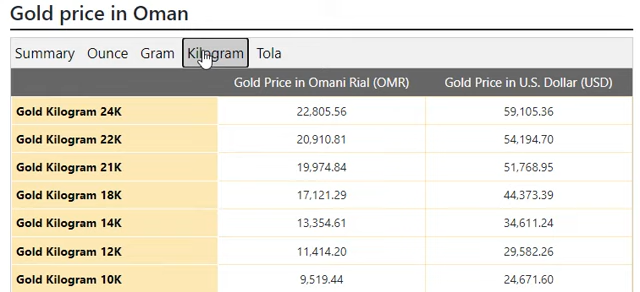 Gold price in Oman
Summary Ounce Gram Kilogram Tola
Gold Price in Omani Rial (OMR) Gold Price in U.S. Dollar (USD)
Gold Kilogram 24K 22,805.56 59,105.36
Gold Kilogram 22K 20,910.81 54,194.70
Gold Kilogram 21K 19,974.84 51,768.95
Gold Kilogram 18K 17,121.29 44,373.39
Gold Kilogram 14K 13,354.61 34,611.24
Gold Kilogram 12K 11,414.20 29,582.26
Gold Kilogram 10K 9,519.44 24,671.60